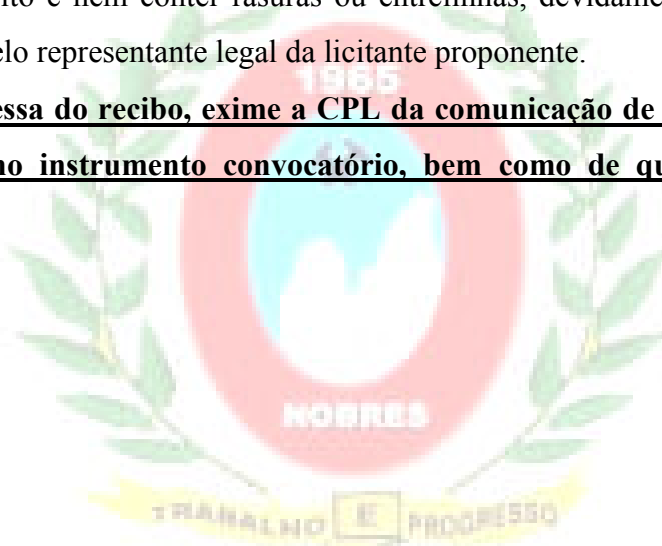 e nem conter rasuras ou entrelinhas, devidame
elo representante legal da licitante proponente.
1965
essa do recibo, exime a CPL da comunicação de
no instrumento convocatório, bem como de qu
NOBRES
TRABALHO E PROGRESSO